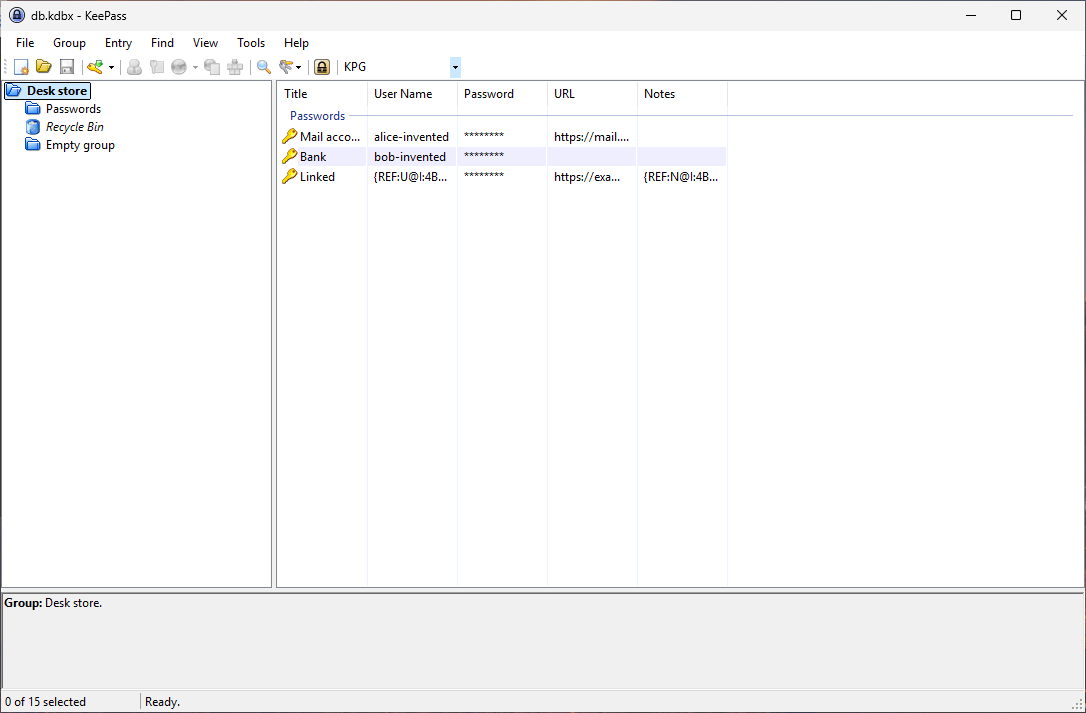 db.kdbx - KeePass
File Group Entry Find View Tools Help
KPG
Desk store
Passwords
Recycle Bin
Empty group
Title User Name Password URL Notes
Passwords
Mail acco... alice-invented ******** https://mail....
Bank bob-invented ********
Linked {REF:U@I:4B... ******** https://exa... {REF:N@I:4B...
Group: Desk store.
0 of 15 selected Ready.